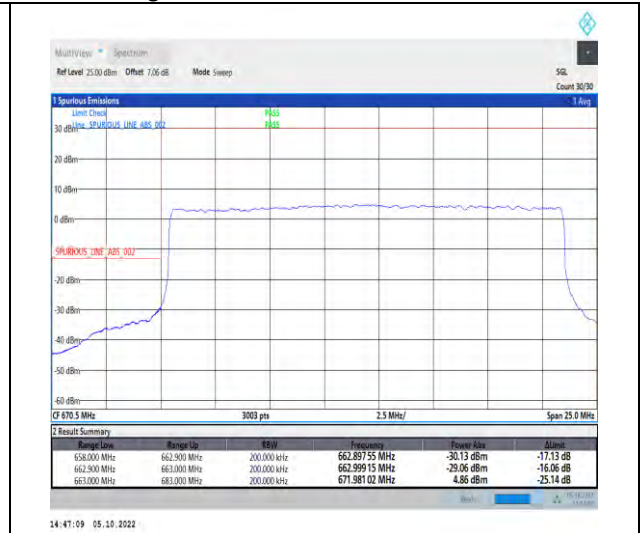 MultiView Spectrum
Ref Level 25.00 dBm Offset 7.06 dB Mode Sweep SGL
Count 30/30
1 Spurious Emissions 1 Avg
Limit Check PASS
Line _SPURIOUS_LINE_ABS_002 PASS
30 dBm
20 dBm
10 dBm
0 dBm
_SPURIOUS_LINE_ABS_002
-20 dBm
-30 dBm
-40 dBm
-50 dBm
-60 dBm
CF 670.5 MHz 3003 pts 2.5 MHz/ Span 25.0 MHz
2 Result Summary
Range Low Range Up RBW Frequency Power Abs ΔLimit
658.000 MHz 662.900 MHz 200.000 kHz 662.897 55 MHz -30.13 dBm -17.13 dB
662.900 MHz 663.000 MHz 200.000 kHz 662.999 15 MHz -29.06 dBm -16.06 dB
663.000 MHz 683.000 MHz 200.000 kHz 671.981 02 MHz 4.86 dBm -25.14 dB
14:47:09 05.10.2022